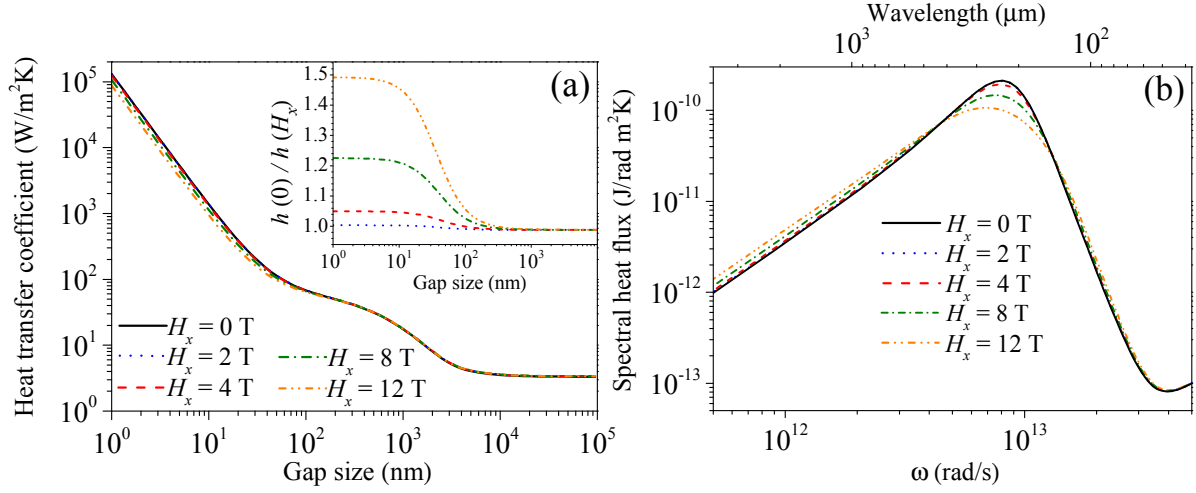 (a)
Heat transfer coefficient (W/m²K)
10⁵
10⁴
10³
10²
10¹
10⁰
10⁰ 10¹ 10² 10³ 10⁴ 10⁵
Gap size (nm)
Hₓ = 0 T
Hₓ = 2 T
Hₓ = 4 T
Hₓ = 8 T
Hₓ = 12 T
h (0) / h (Hₓ)
1.5
1.4
1.3
1.2
1.1
1.0
10⁰ 10¹ 10² 10³
Gap size (nm)
Wavelength (μm)
10³ 10²
(b)
Spectral heat flux (J/rad m²K)
10⁻¹⁰
10⁻¹¹
10⁻¹²
10⁻¹³
Hₓ = 0 T
Hₓ = 2 T
Hₓ = 4 T
Hₓ = 8 T
Hₓ = 12 T
10¹² 10¹³
ω (rad/s)